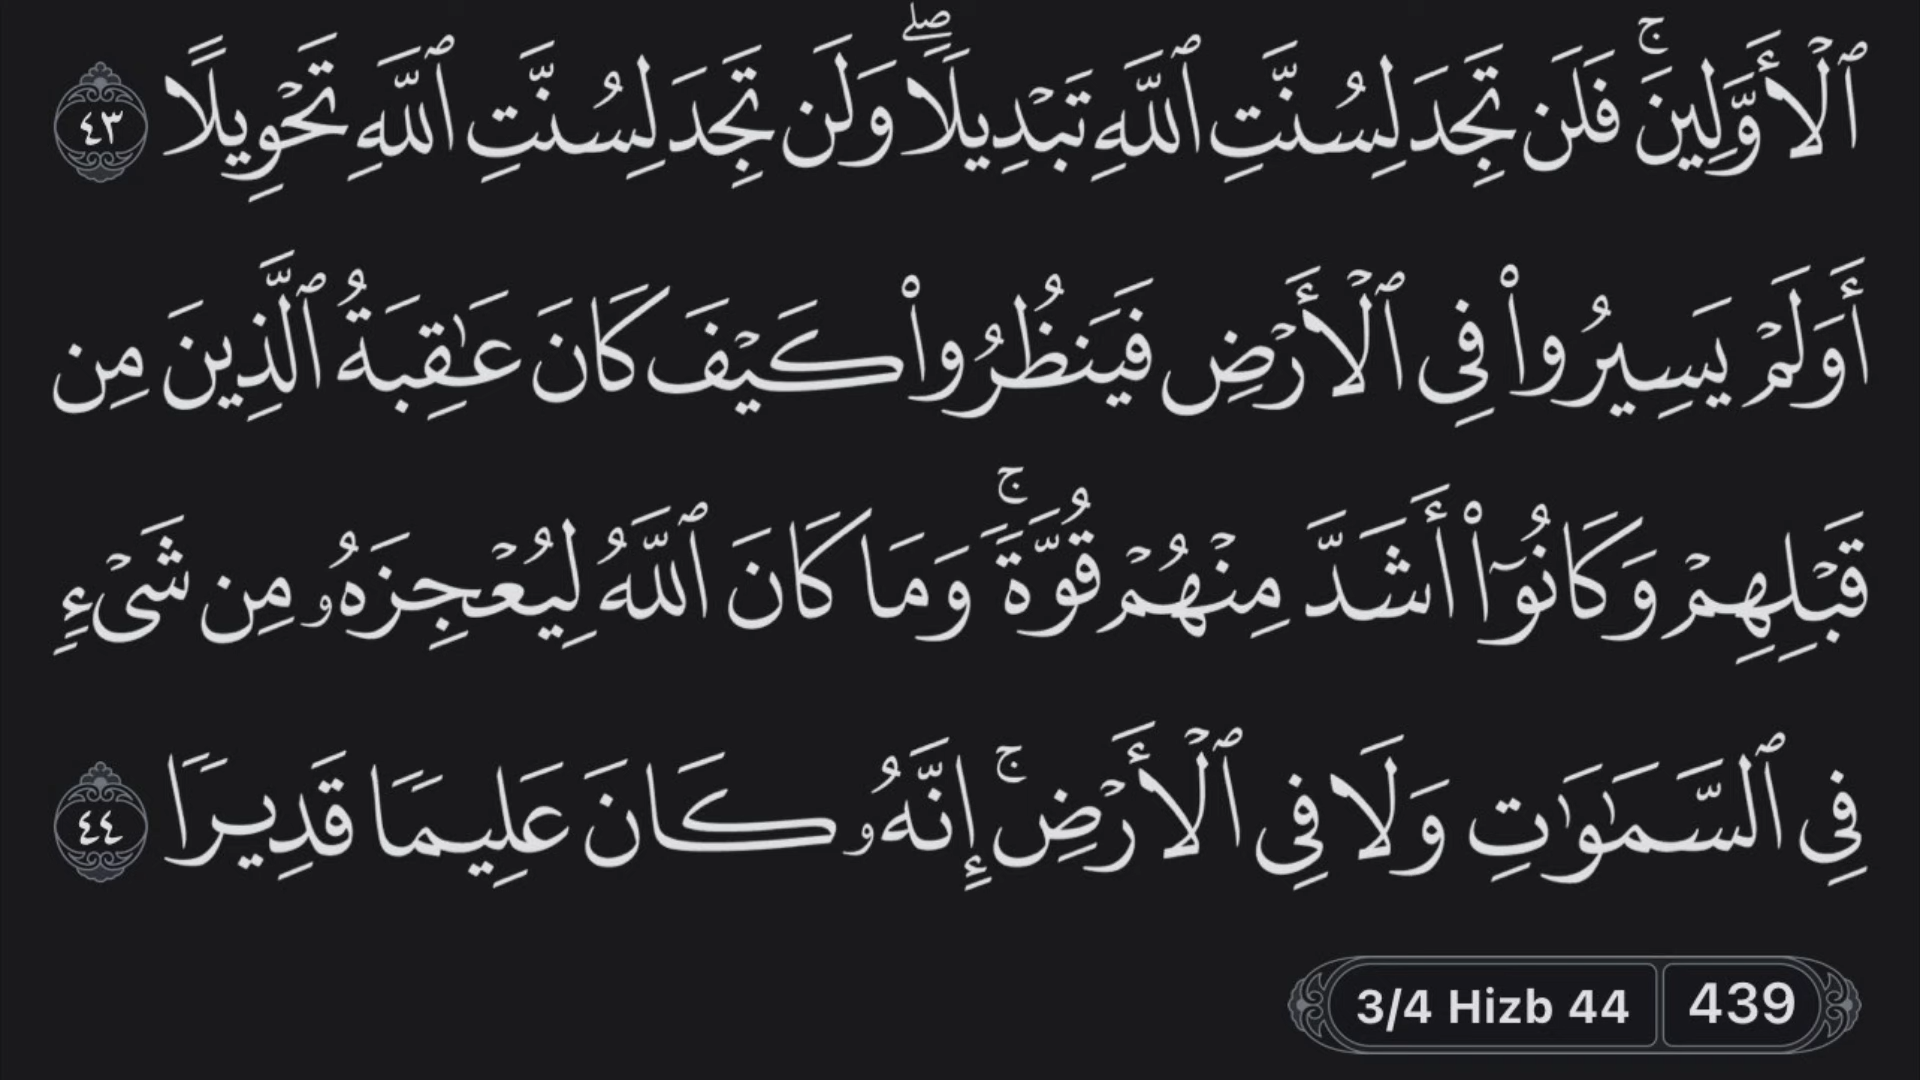 ٱلْأَوَّلِينَ ۚ فَلَن تَجِدَ لِسُنَّتِ ٱللَّهِ تَبْدِيلًا ۖ وَلَن تَجِدَ لِسُنَّتِ ٱللَّهِ تَحْوِيلًا ٤٣
أَوَلَمْ يَسِيرُوا۟ فِى ٱلْأَرْضِ فَيَنظُرُوا۟ كَيْفَ كَانَ عَـٰقِبَةُ ٱلَّذِينَ مِن
قَبْلِهِمْ وَكَانُوٓا۟ أَشَدَّ مِنْهُمْ قُوَّةً ۚ وَمَا كَانَ ٱللَّهُ لِيُعْجِزَهُۥ مِن شَىْءٍ
فِى ٱلسَّمَـٰوَٰتِ وَلَا فِى ٱلْأَرْضِ ۚ إِنَّهُۥ كَانَ عَلِيمًا قَدِيرًا ٤٤
3/4 Hizb 44 439